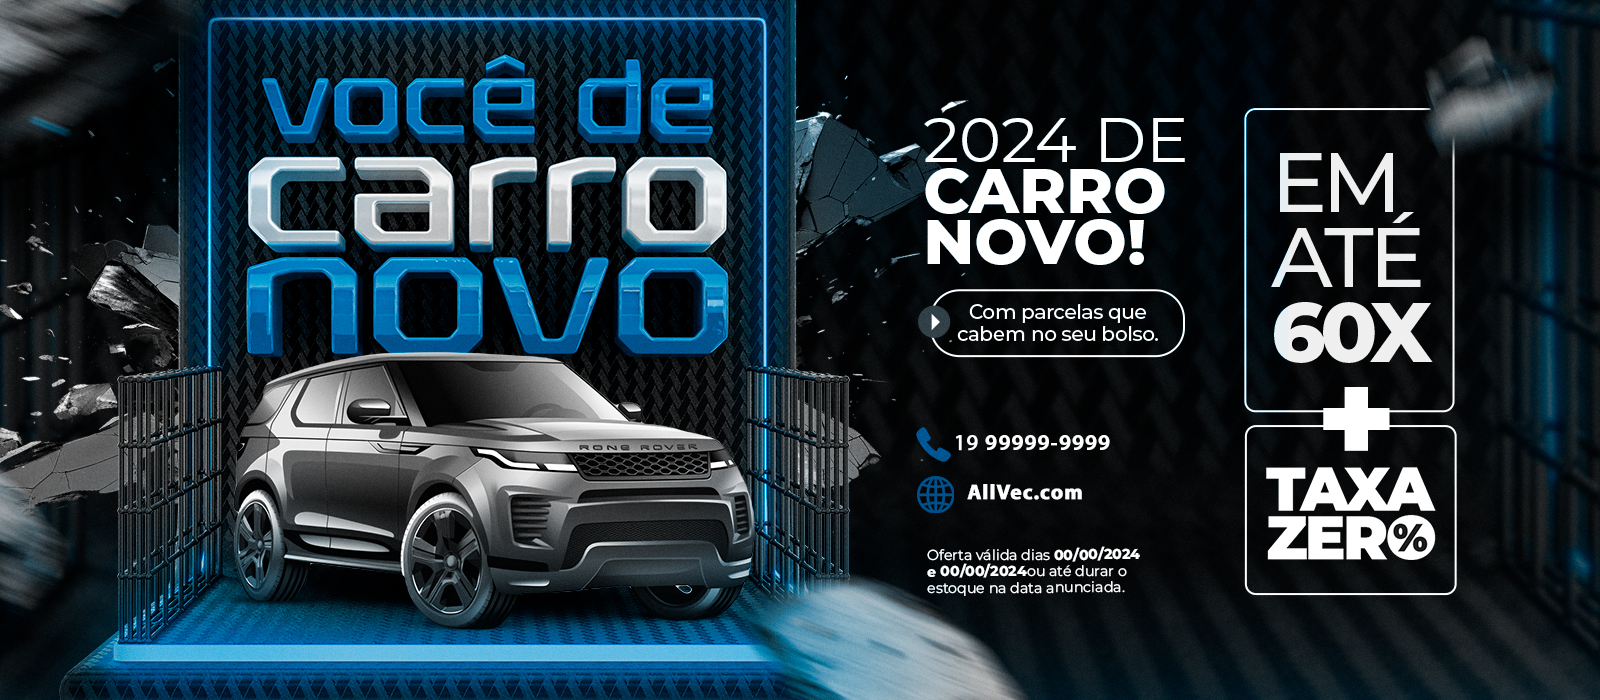 você de
carro
novo
RONE ROVER
2024 DE
CARRO
NOVO!
Com parcelas que
cabem no seu bolso.
19 99999-9999
AllVec.com
Oferta válida dias 00/00/2024
e 00/00/2024ou até durar o
estoque na data anunciada.
EM
ATÉ
60X
+
TAXA
ZERO%